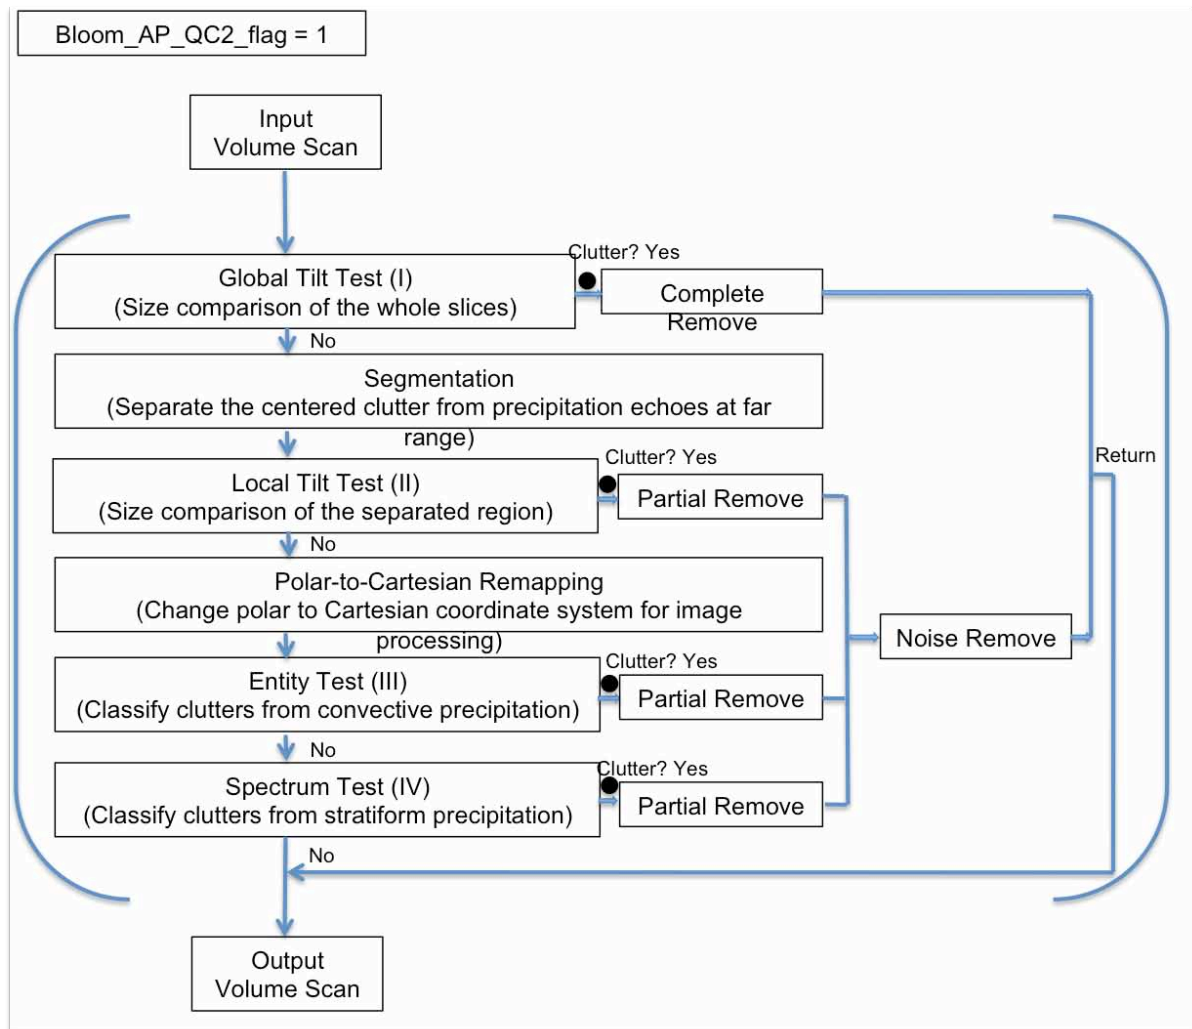 Bloom_AP_QC2_flag = 1
Input
Volume Scan
Clutter? Yes
Global Tilt Test (I)
(Size comparison of the whole slices)
Complete
Remove
No
Segmentation
(Separate the centered clutter from precipitation echoes at far
range)
Clutter? Yes
Return
Local Tilt Test (II)
(Size comparison of the separated region)
Partial Remove
No
Polar-to-Cartesian Remapping
(Change polar to Cartesian coordinate system for image
processing)
Noise Remove
Clutter? Yes
Entity Test (III)
(Classify clutters from convective precipitation)
Partial Remove
No
Clutter? Yes
Spectrum Test (IV)
(Classify clutters from stratiform precipitation)
Partial Remove
No
Output
Volume Scan